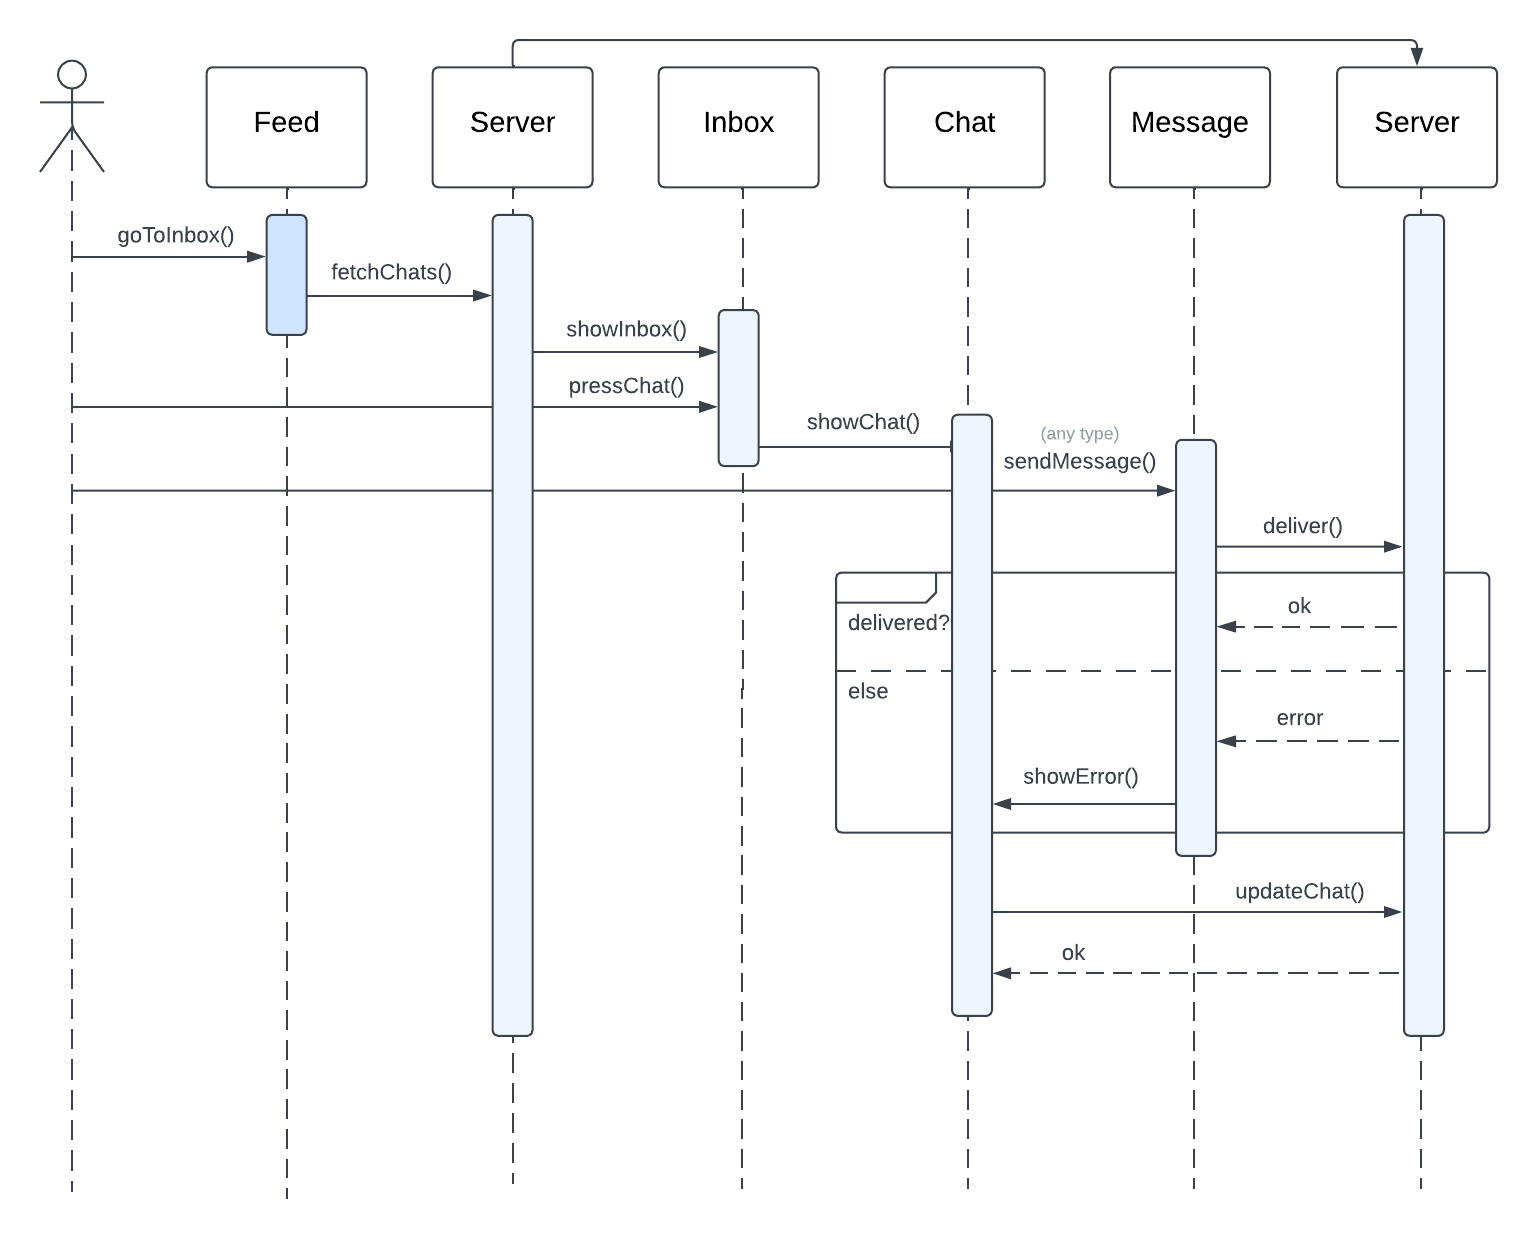 Feed
Server
Inbox
Chat
Message
Server
goToInbox()
fetchChats()
showInbox()
pressChat()
showChat()
(any type)
sendMessage()
deliver()
delivered?
ok
else
error
showError()
updateChat()
ok